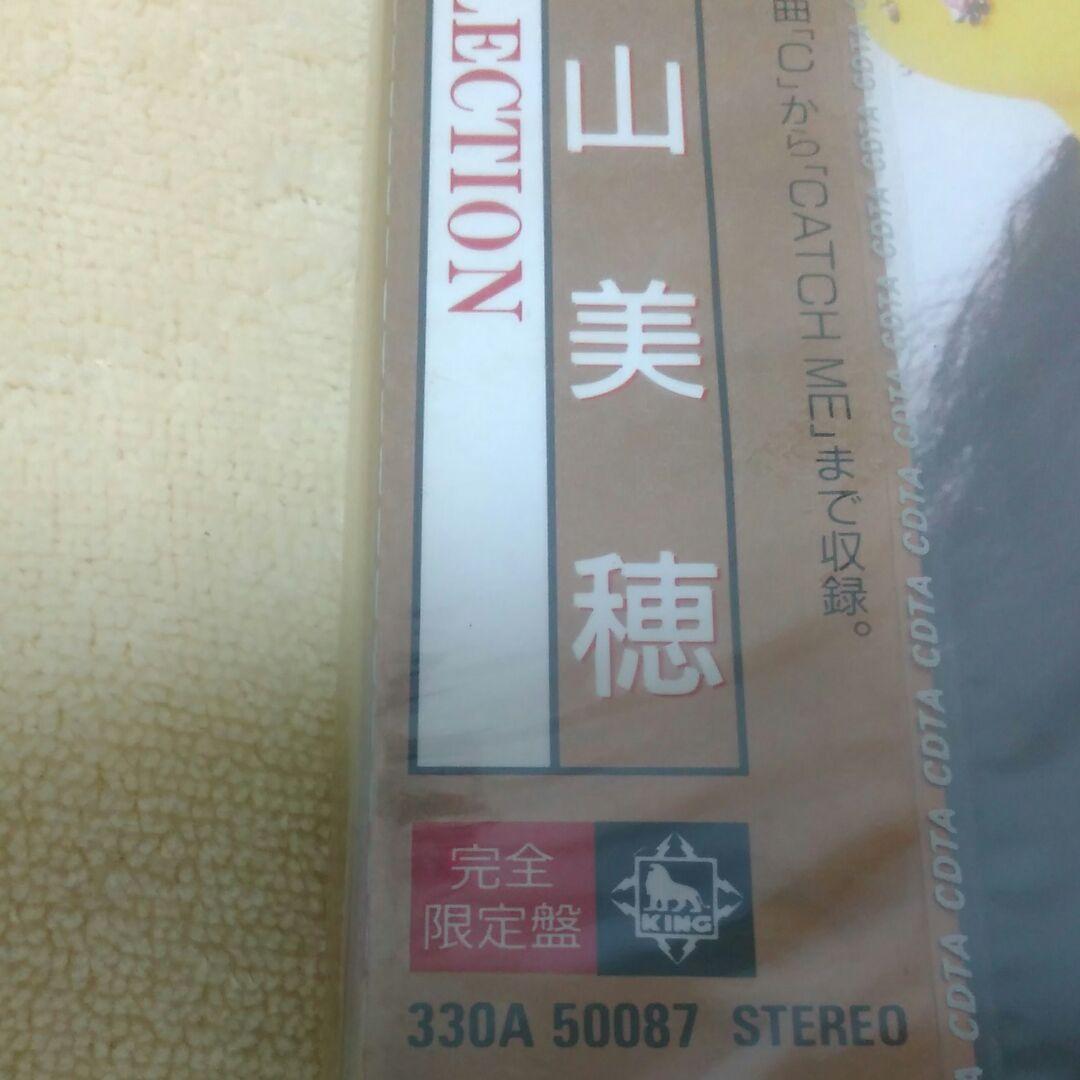 LECTION
山美穂
曲「C」から「CATCH ME」まで収録。
CDTA CDTA CDTA CDTA CDTA CDTA CDTA CDTA
完全
限定盤
KING
330A 50087 STEREO